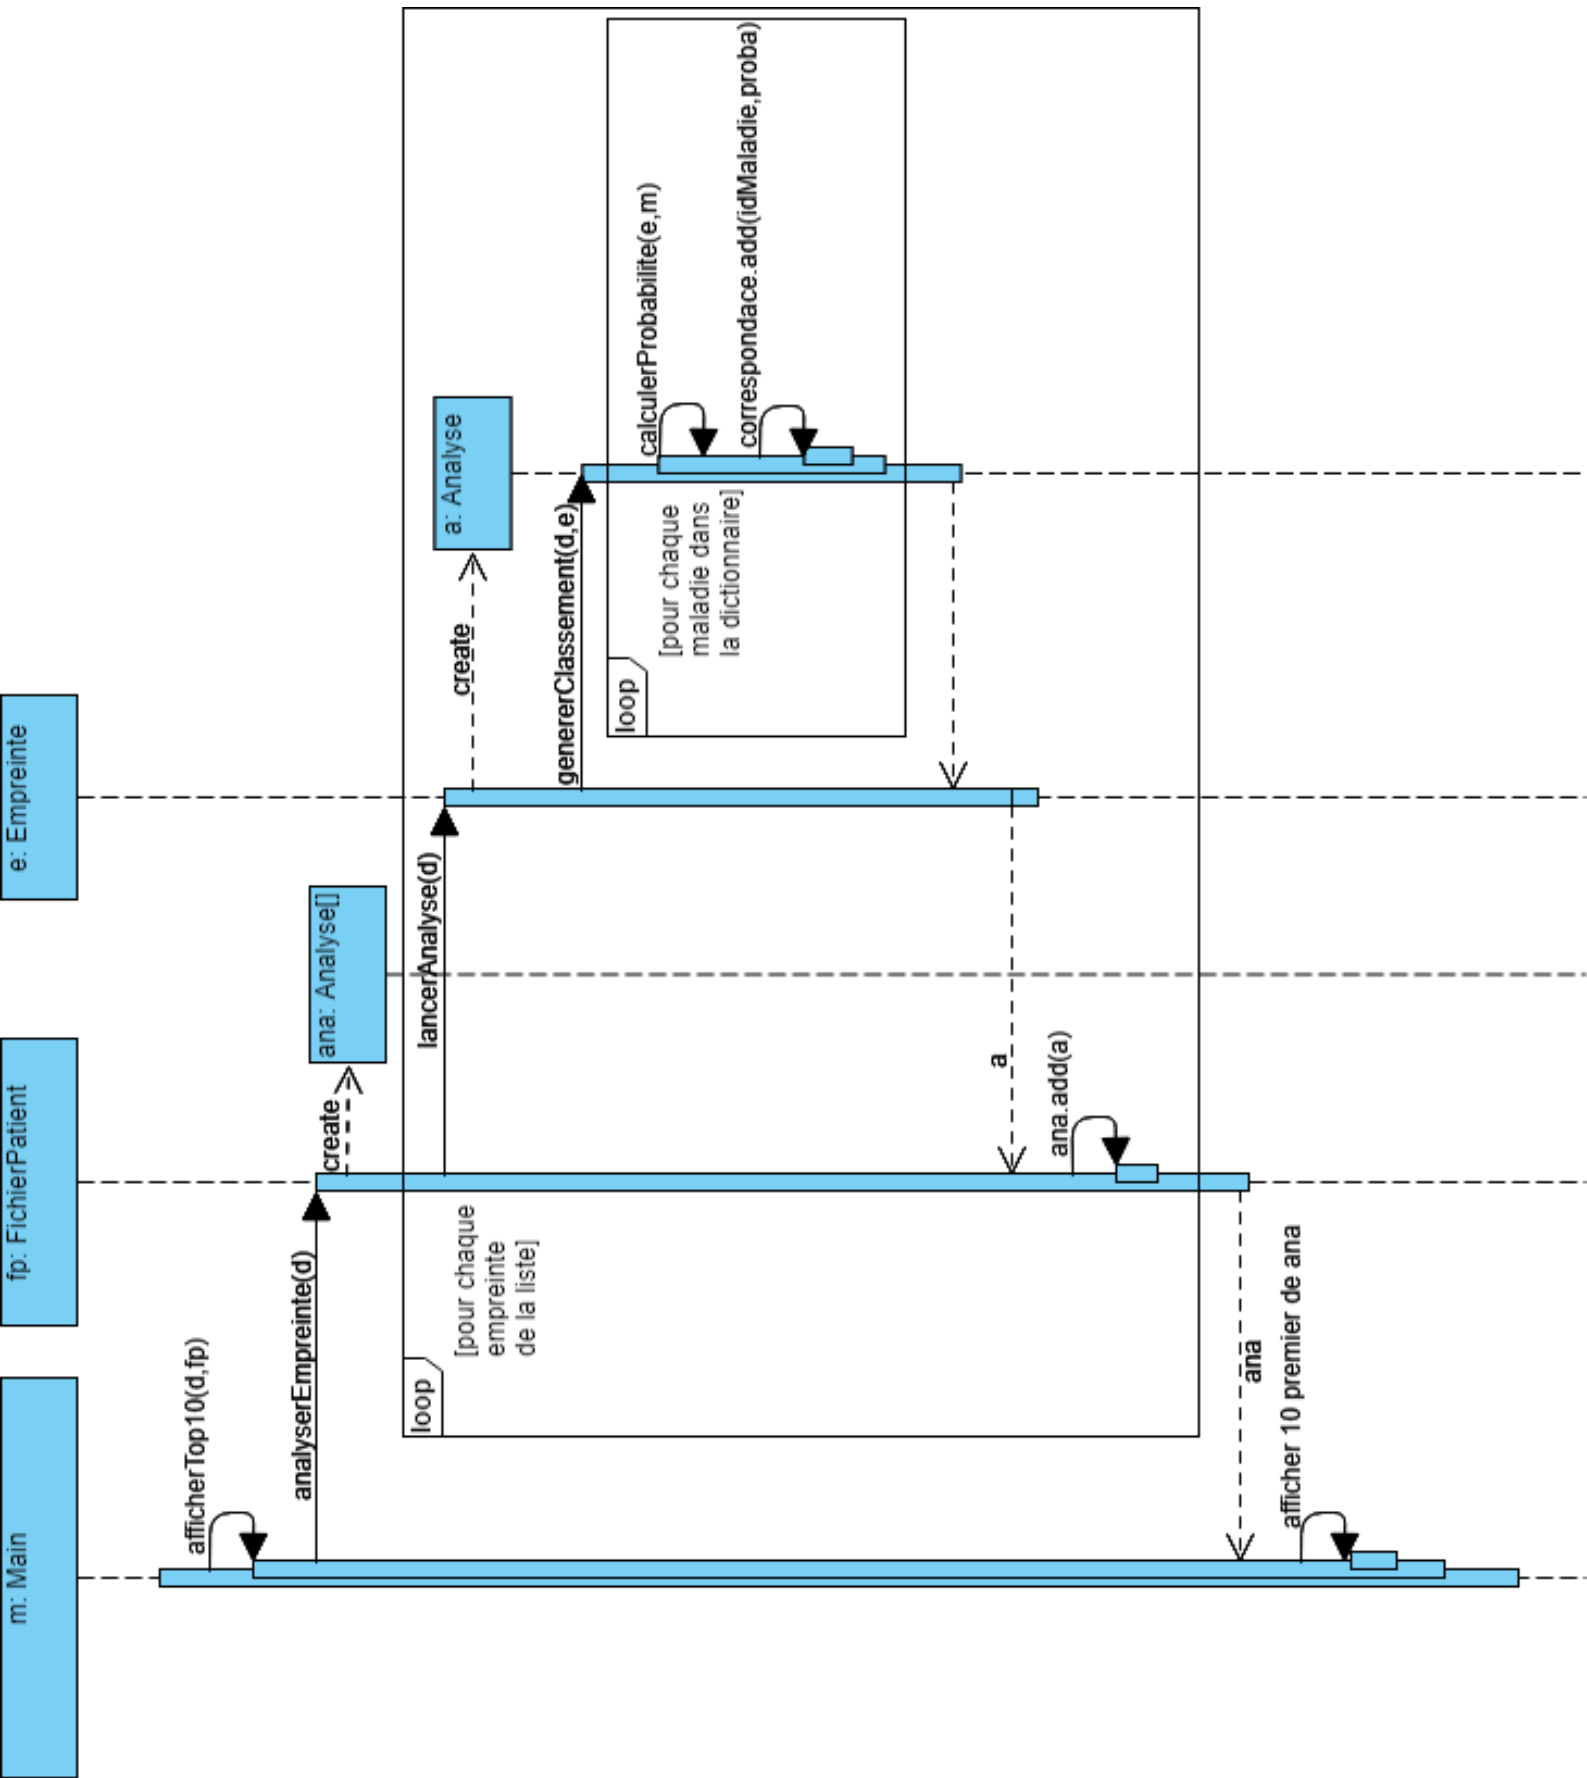 m: Main
fp: FichierPatient
e: Empreinte
afficherTop10(d,fp)
analyserEmpreinte(d)
create
ana: Analyse[]
loop
[pour chaque
empreinte
de la liste]
lancerAnalyse(d)
create
a: Analyse
genererClassement(d,e)
loop
[pour chaque
maladie dans
la dictionnaire]
calculerProbabilite(e,m)
correspondace.add(idMaladie,proba)
a
ana.add(a)
ana
afficher 10 premier de ana